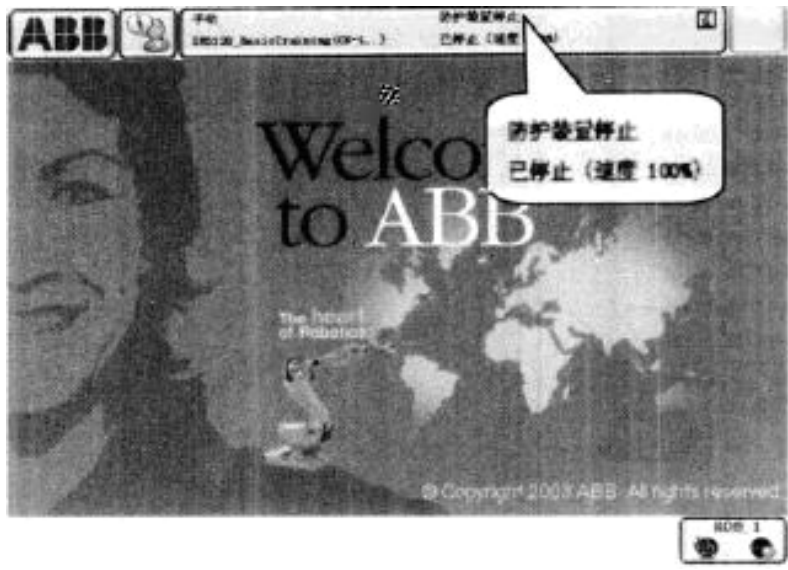 ABB
手动
防护装置停止
已停止 (速度 100%)
防护装置停止
已停止 (速度 100%)
Welco
to ABB
The heart
of Robotics
© Copyright 2003 ABB All rights reserved
ROB_1